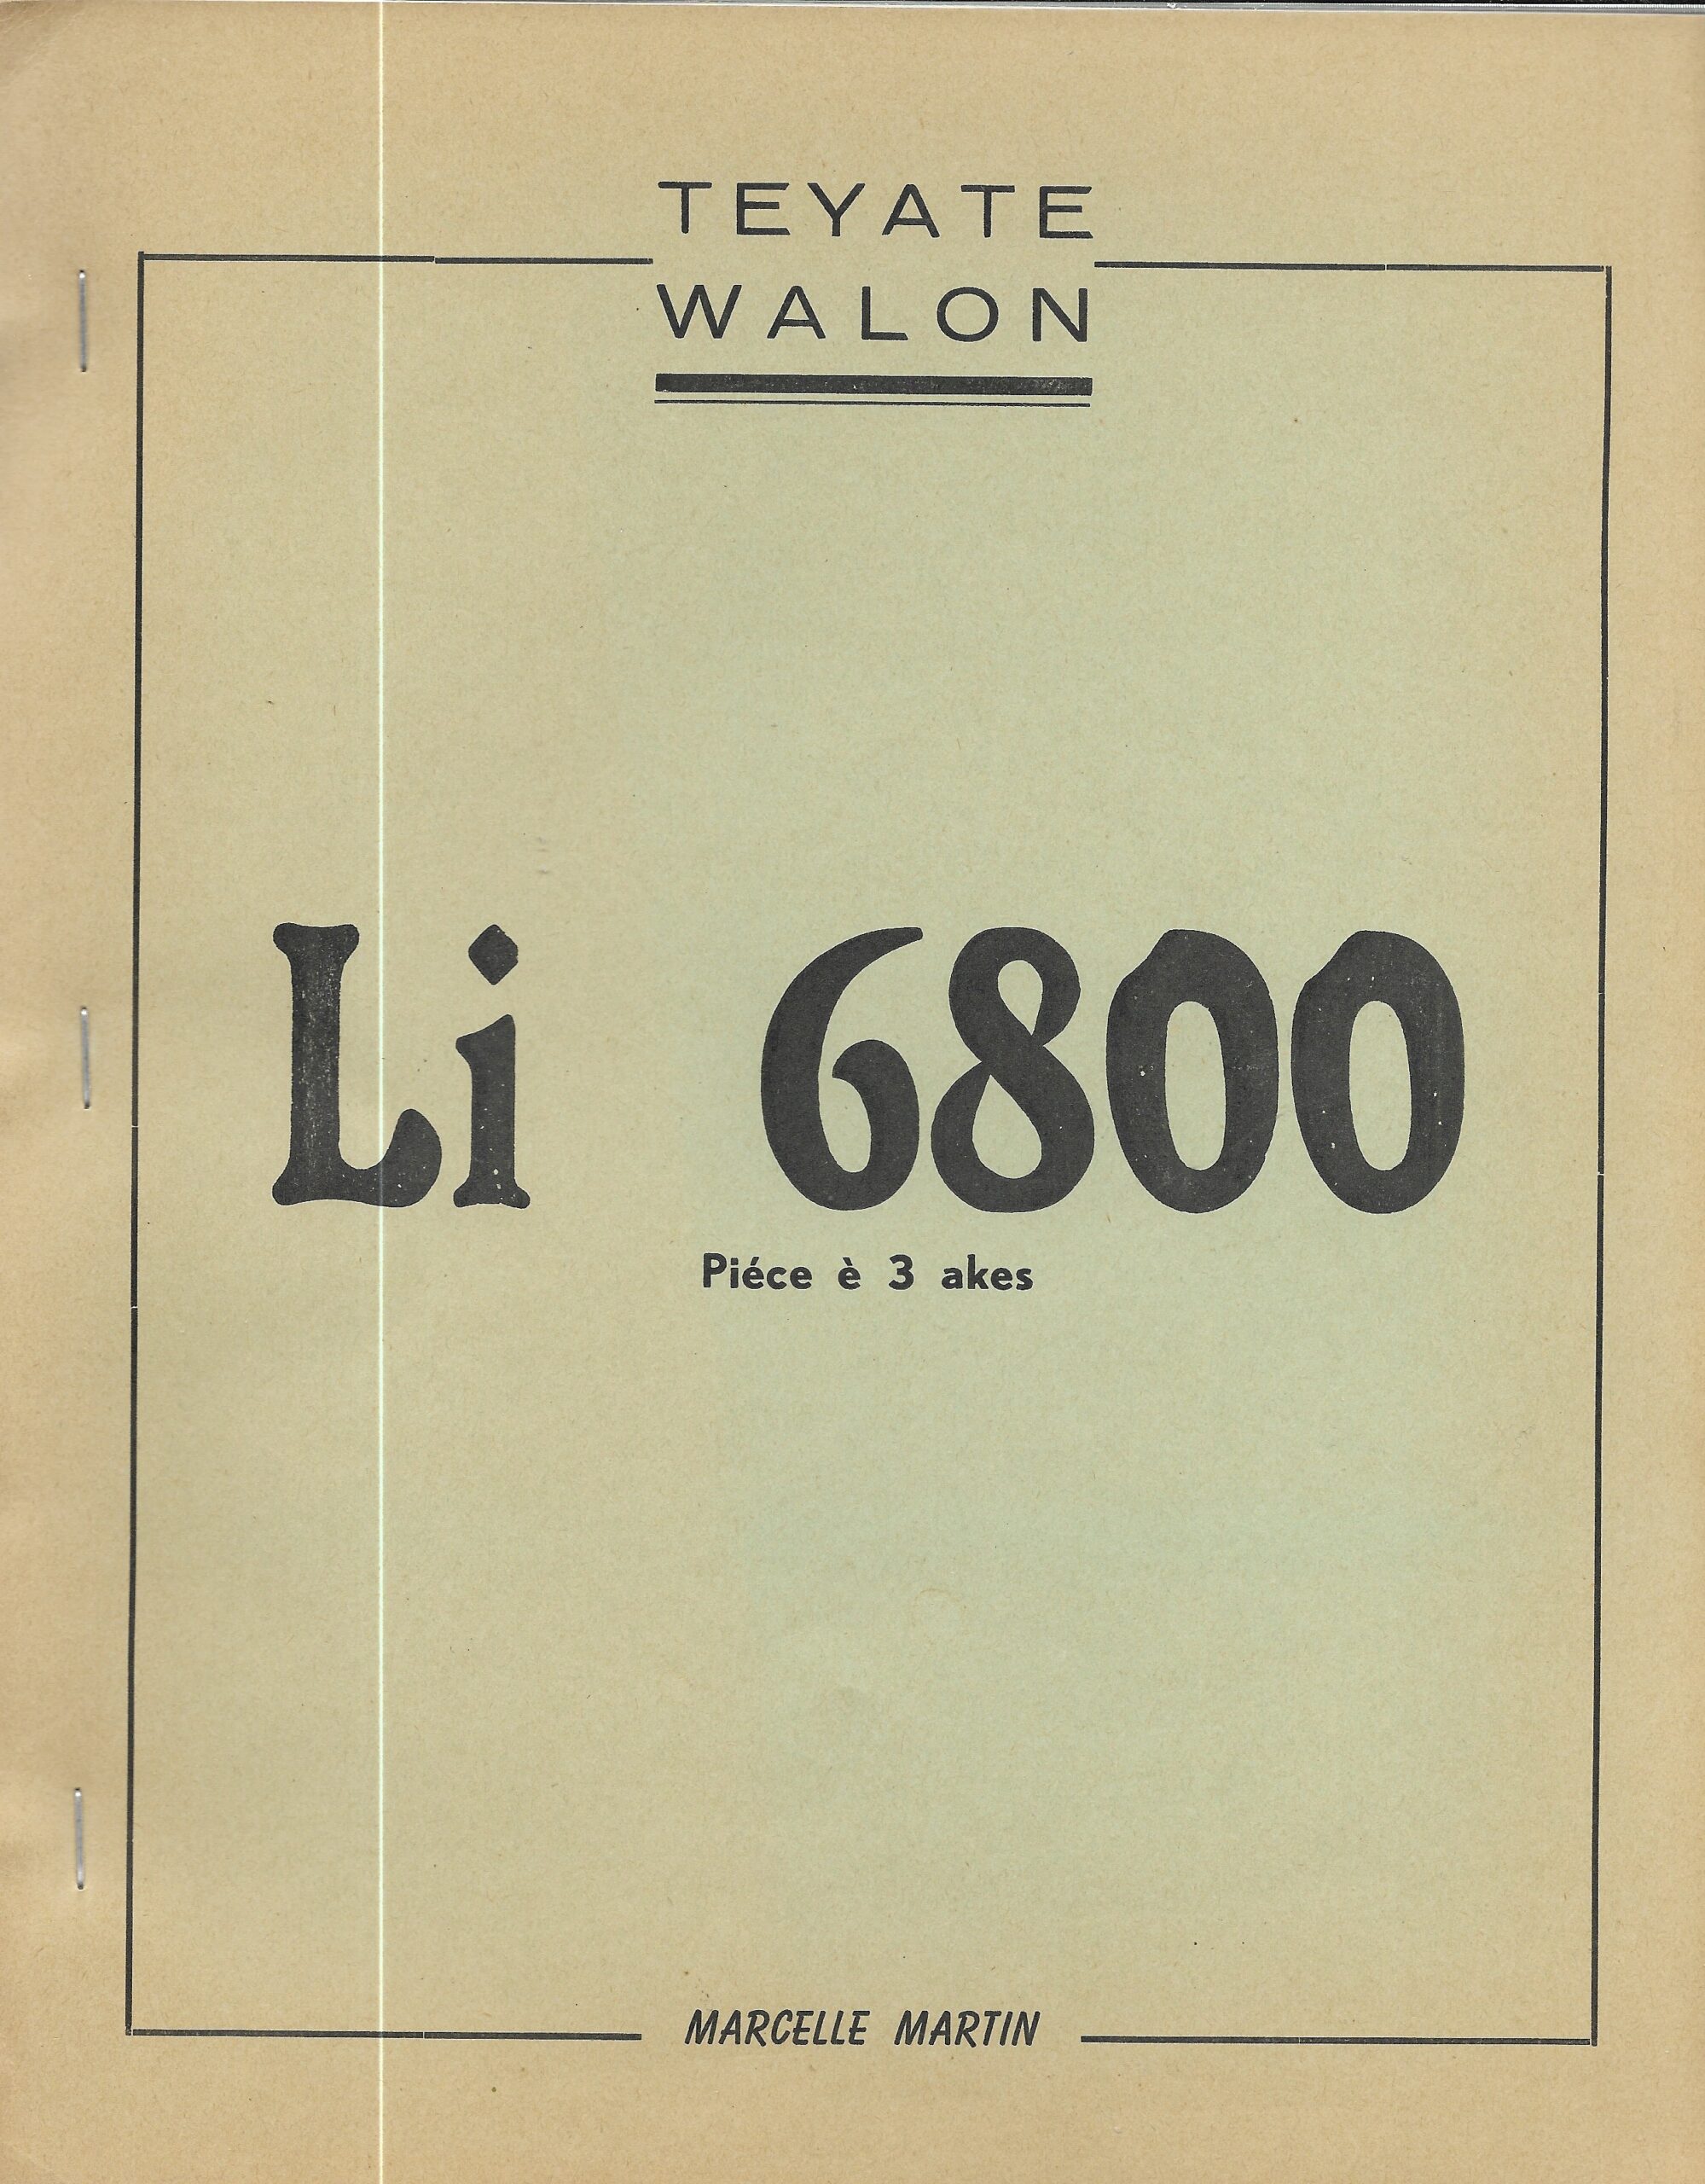 TEYATE
WALON
Li 6800
Piéce è 3 akes
MARCELLE MARTIN